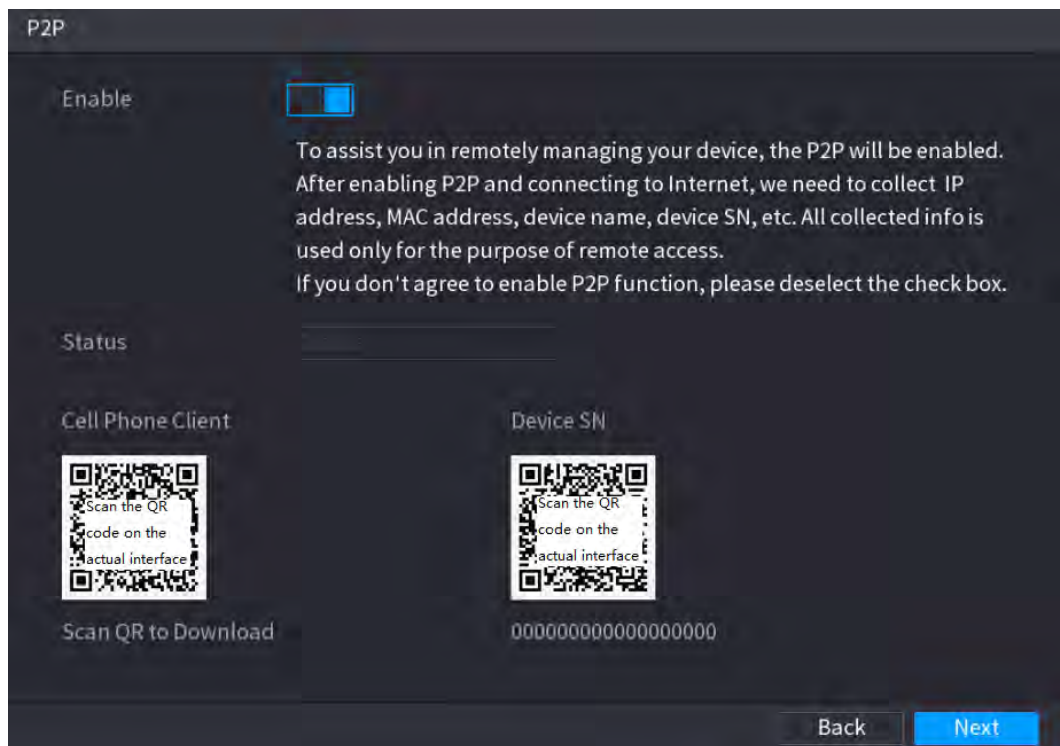 P2P
Enable
To assist you in remotely managing your device, the P2P will be enabled.
After enabling P2P and connecting to Internet, we need to collect IP
address, MAC address, device name, device SN, etc. All collected info is
used only for the purpose of remote access.
If you don't agree to enable P2P function, please deselect the check box.
Status
Cell Phone Client
Scan the QR
code on the
actual interface
Scan QR to Download
Device SN
Scan the QR
code on the
actual interface
000000000000000000
Back
Next